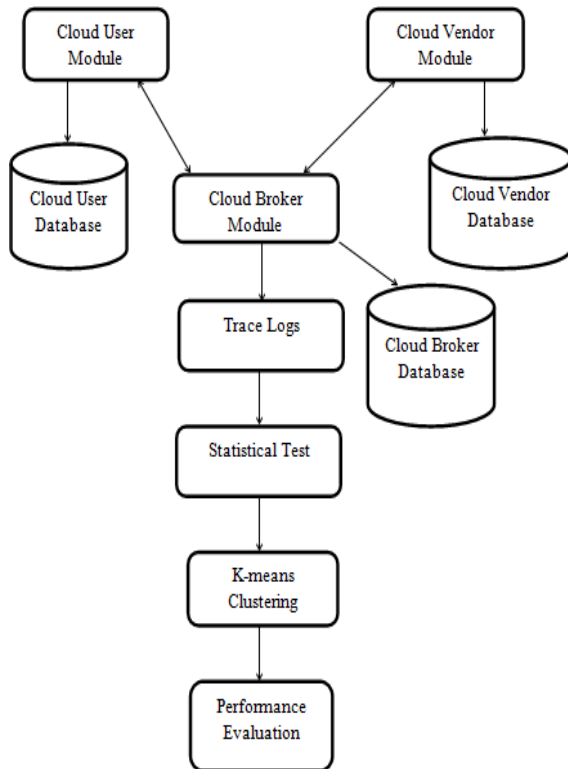 Cloud User
Module
Cloud Vendor
Module
Cloud User
Database
Cloud Broker
Module
Cloud Vendor
Database
Trace Logs
Cloud Broker
Database
Statistical Test
K-means
Clustering
Performance
Evaluation